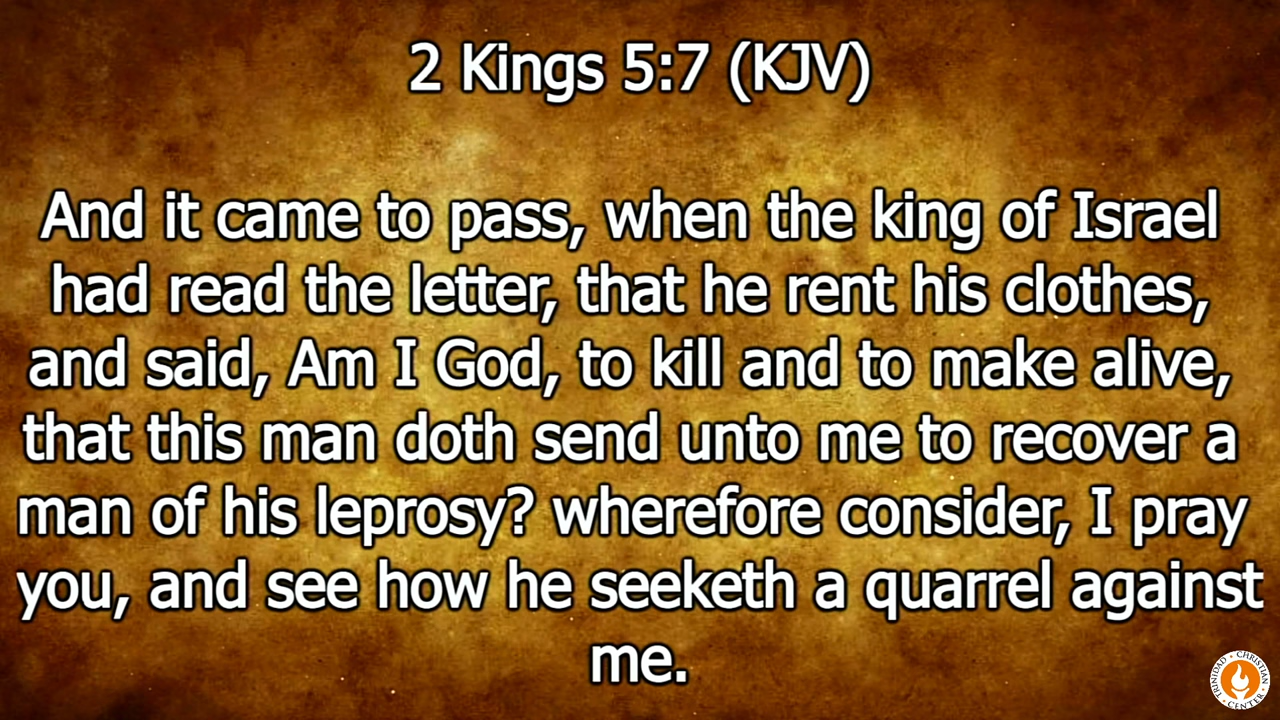 2 Kings 5:7 (KJV)
And it came to pass, when the king of Israel
had read the letter, that he rent his clothes,
and said, Am I God, to kill and to make alive,
that this man doth send unto me to recover a
man of his leprosy? wherefore consider, I pray
you, and see how he seeketh a quarrel against
me.
TRINIDAD • CHRISTIAN • CENTER •